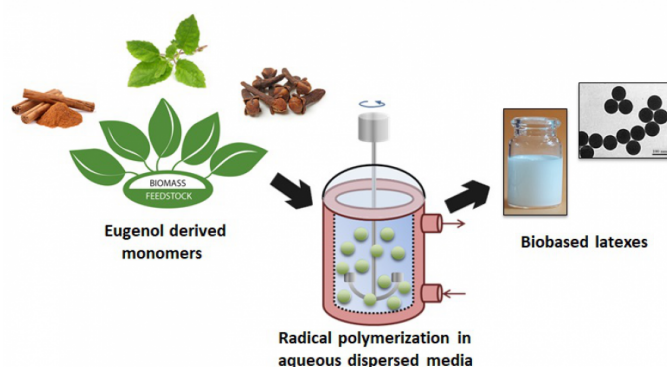 BIOMASS
FEEDSTOCK
Eugenol derived
monomers
Radical polymerization in
aqueous dispersed media
Biobased latexes